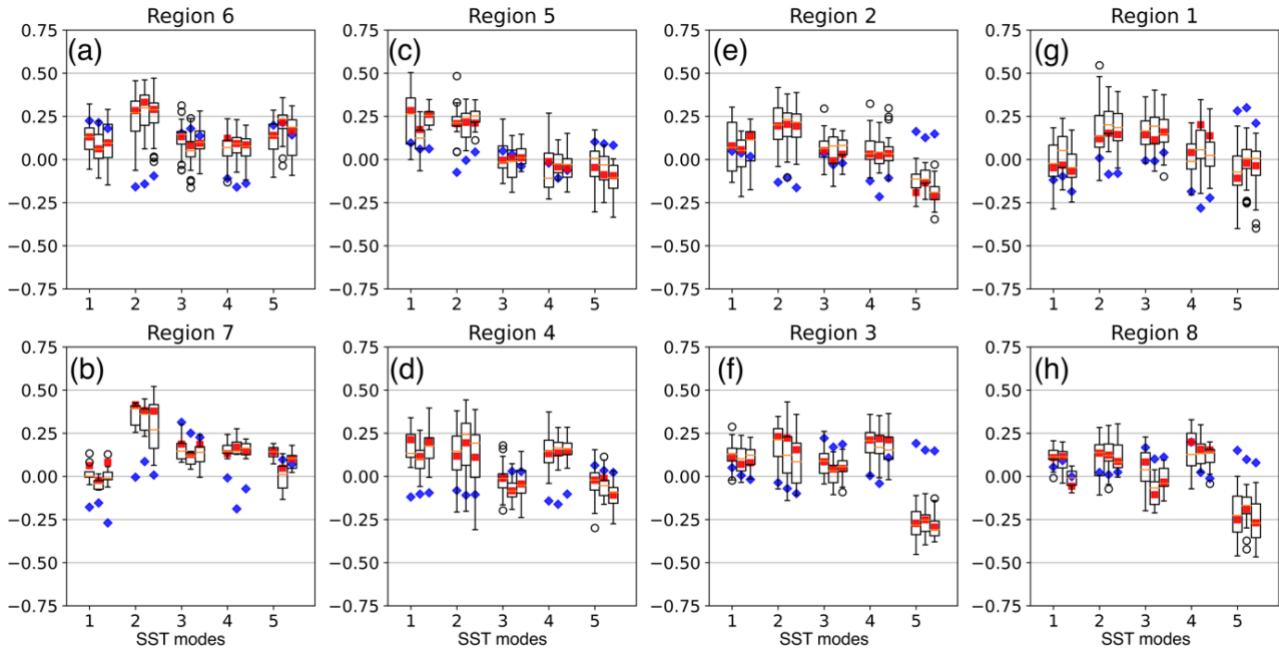 Region 6 Region 5 Region 2 Region 1
(a) (c) (e) (g)
0.75 0.75 0.75 0.75
0.50 0.50 0.50 0.50
0.25 0.25 0.25 0.25
0.00 0.00 0.00 0.00
−0.25 −0.25 −0.25 −0.25
−0.50 −0.50 −0.50 −0.50
−0.75 −0.75 −0.75 −0.75
1 2 3 4 5 1 2 3 4 5 1 2 3 4 5 1 2 3 4 5
Region 7 Region 4 Region 3 Region 8
(b) (d) (f) (h)
0.75 0.75 0.75 0.75
0.50 0.50 0.50 0.50
0.25 0.25 0.25 0.25
0.00 0.00 0.00 0.00
−0.25 −0.25 −0.25 −0.25
−0.50 −0.50 −0.50 −0.50
−0.75 −0.75 −0.75 −0.75
1 2 3 4 5 1 2 3 4 5 1 2 3 4 5 1 2 3 4 5
SST modes SST modes SST modes SST modes